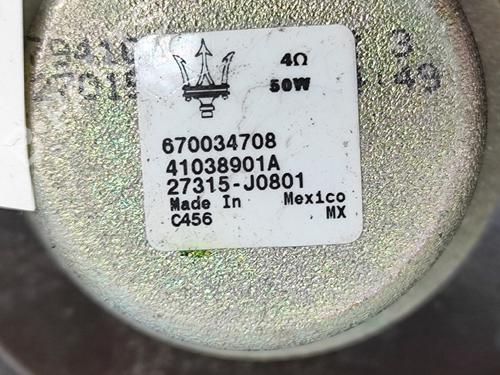 4Ω
50W
670034708
41038901A
27315-J0801
Made In Mexico
C456 MX